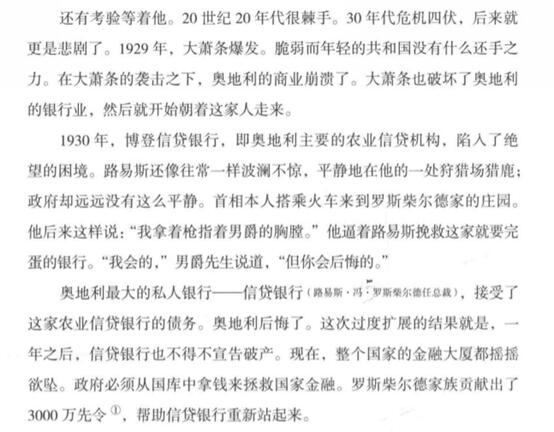 还有考验等着他。20 世纪 20 年代很棘手。30 年代危机四伏，后来就
更是悲剧了。1929 年，大萧条爆发。脆弱而年轻的共和国没有什么还手之
力。在大萧条的袭击之下，奥地利的商业崩溃了。大萧条也破坏了奥地利
的银行业，然后就开始朝着这家人走来。
1930 年，博登信贷银行，即奥地利主要的农业信贷机构，陷入了绝
望的困境。路易斯还像往常一样波澜不惊，平静地在他的一处狩猎场猎鹿；
政府却远远没有这么平静。首相本人搭乘火车来到罗斯柴尔德家的庄园。
他后来这样说：“我拿着枪指着男爵的胸膛。”他逼着路易斯挽救这家就要完
蛋的银行。“我会的，”男爵先生说道，“但你会后悔的。”
奥地利最大的私人银行——信贷银行（路易斯·冯·罗斯柴尔德任总裁），接受了
这家农业信贷银行的债务。奥地利后悔了。这次过度扩展的结果就是，一
年之后，信贷银行也不得不宣告破产。现在，整个国家的金融大厦都摇摇
欲坠。政府必须从国库中拿钱来拯救国家金融。罗斯柴尔德家族贡献出了
3000 万先令①，帮助信贷银行重新站起来。